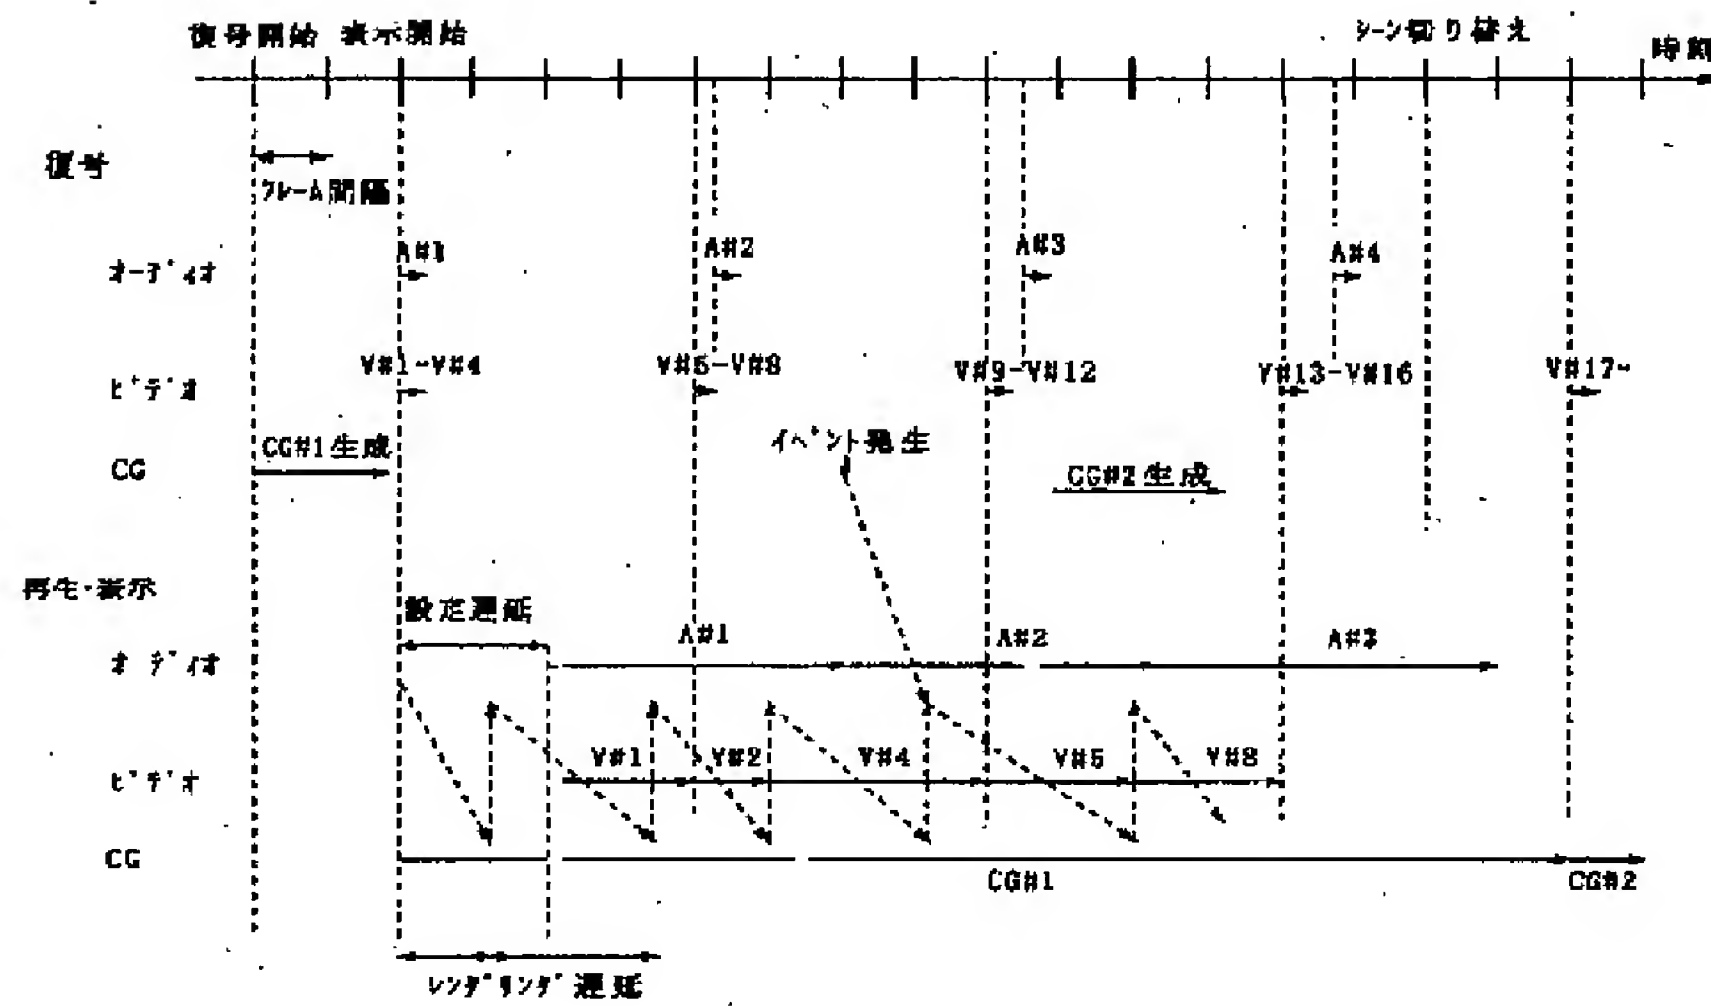 復号開始 表示開始
シーン切り替え
時刻
復号
フレーム間隔
オーディオ
A#1
A#2
A#3
A#4
ビデオ
V#1-V#4
V#5-V#8
V#9-V#12
V#13-V#16
V#17-
CG
CG#1生成
イベント発生
CG#2生成
再生・表示
設定遅延
オーディオ
A#1
A#2
A#3
ビデオ
V#1
V#2
V#4
V#5
V#8
CG
CG#1
CG#2
レンダリング遅延